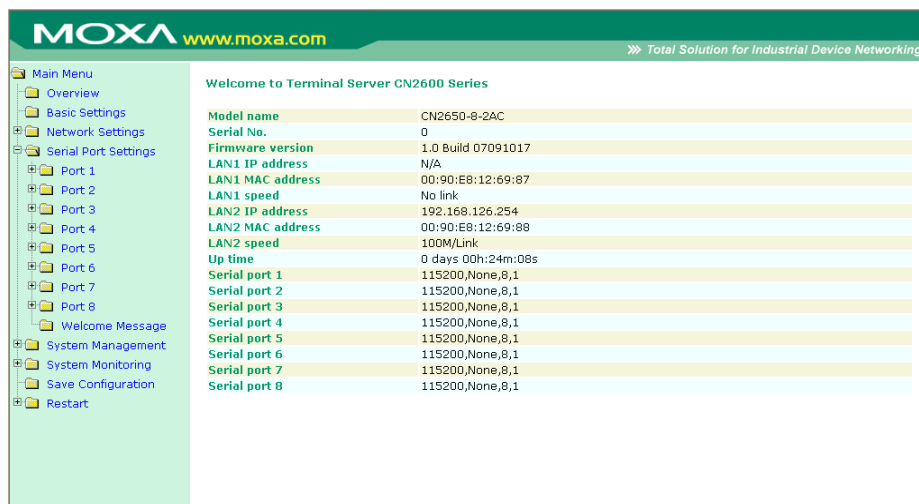 MOXA www.moxa.com
Total Solution for Industrial Device Networking
Main Menu
Overview
Basic Settings
Network Settings
Serial Port Settings
Port 1
Port 2
Port 3
Port 4
Port 5
Port 6
Port 7
Port 8
Welcome Message
System Management
System Monitoring
Save Configuration
Restart
Welcome to Terminal Server CN2600 Series
Model name CN2650-8-2AC
Serial No. 0
Firmware version 1.0 Build 07091017
LAN1 IP address N/A
LAN1 MAC address 00:90:E8:12:69:87
LAN1 speed No link
LAN2 IP address 192.168.126.254
LAN2 MAC address 00:90:E8:12:69:88
LAN2 speed 100M/Link
Up time 0 days 00h:24m:08s
Serial port 1 115200,None,8,1
Serial port 2 115200,None,8,1
Serial port 3 115200,None,8,1
Serial port 4 115200,None,8,1
Serial port 5 115200,None,8,1
Serial port 6 115200,None,8,1
Serial port 7 115200,None,8,1
Serial port 8 115200,None,8,1